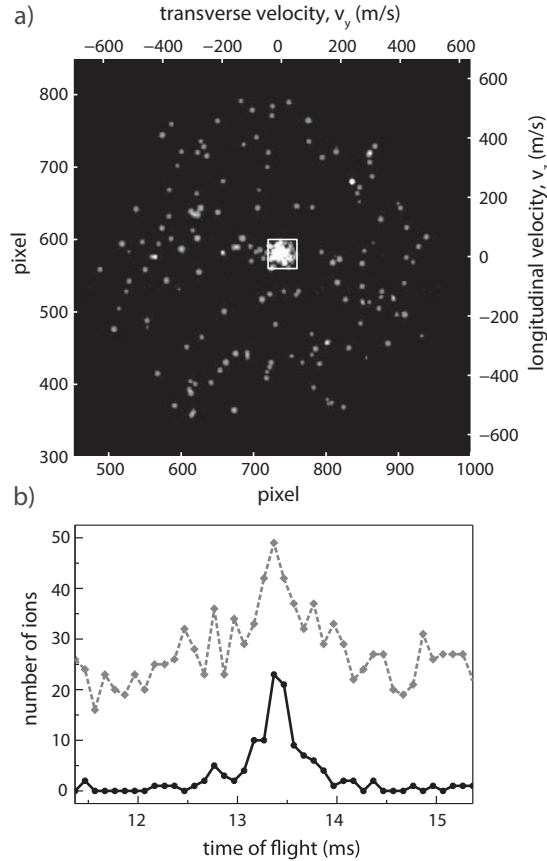 a)
transverse velocity, v_y (m/s)
−600 −400 −200 0 200 400 600
800
700
600
500
400
300
pixel
600
400
200
0
−200
−400
−600
longitudinal velocity, v (m/s)
500 600 700 800 900 1000
pixel
b)
50
40
30
20
10
0
number of ions
12 13 14 15
time of flight (ms)